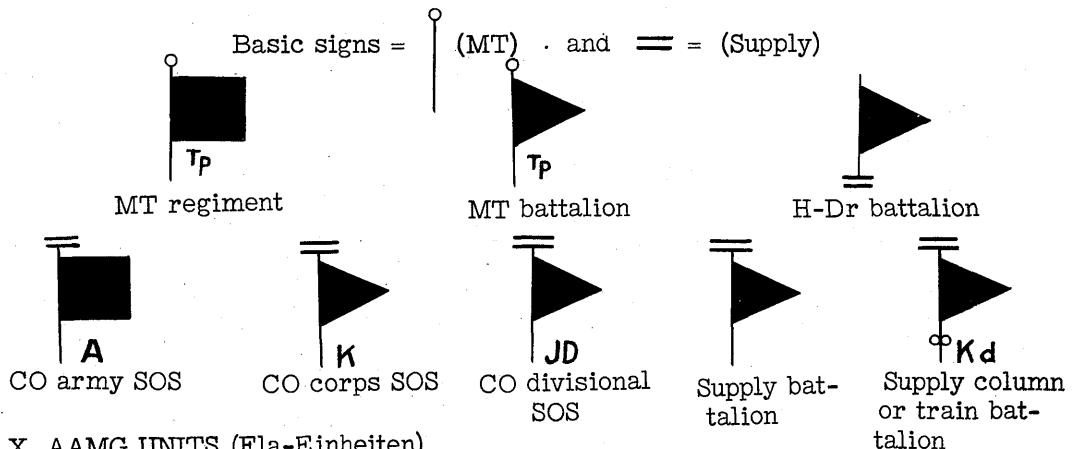 Basic signs = (MT) . and = = (Supply)
Tp Tp
MT regiment MT battalion H-Dr battalion
A K JD Kd
CO army SOS CO corps SOS CO divisional SOS Supply bat-talion Supply column or train bat-talion
X AAMG UNITS (Fla-Einheiten)